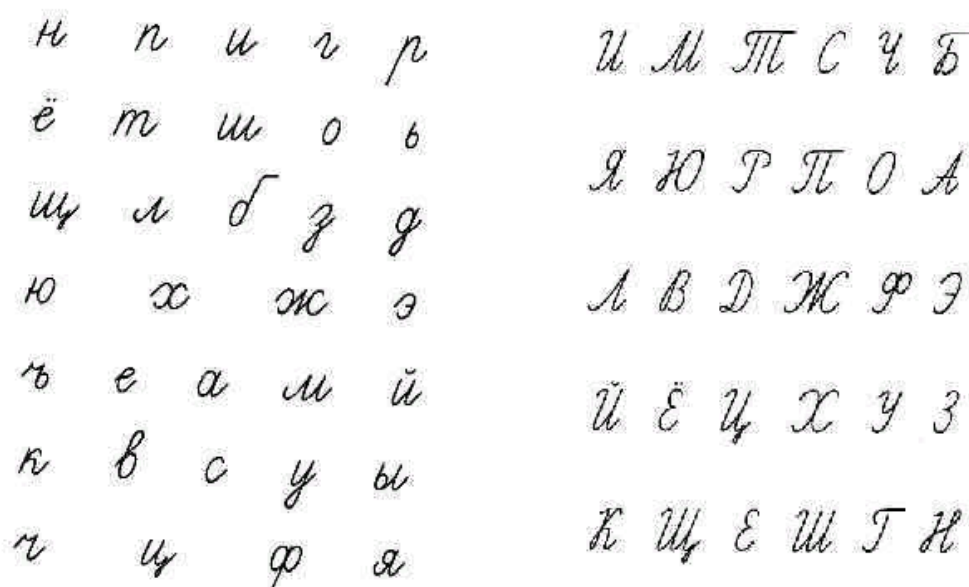 н п и г р
ё т ш о ь
щ л б з д
ю х ж э
ъ е а м й
к в с у ы
ч ц ф я
И М Т С Ч Б
Я Ю Р П О А
Л В Д Ж Ф Э
Й Ё Ц Х У З
К Щ Е Ш Г Н